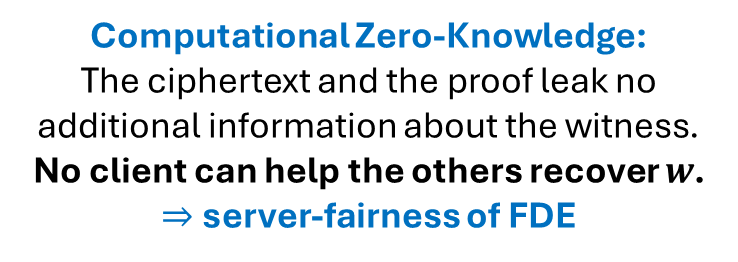 Computational Zero-Knowledge:
The ciphertext and the proof leak no
additional information about the witness.
No client can help the others recover w.
⇒ server-fairness of FDE